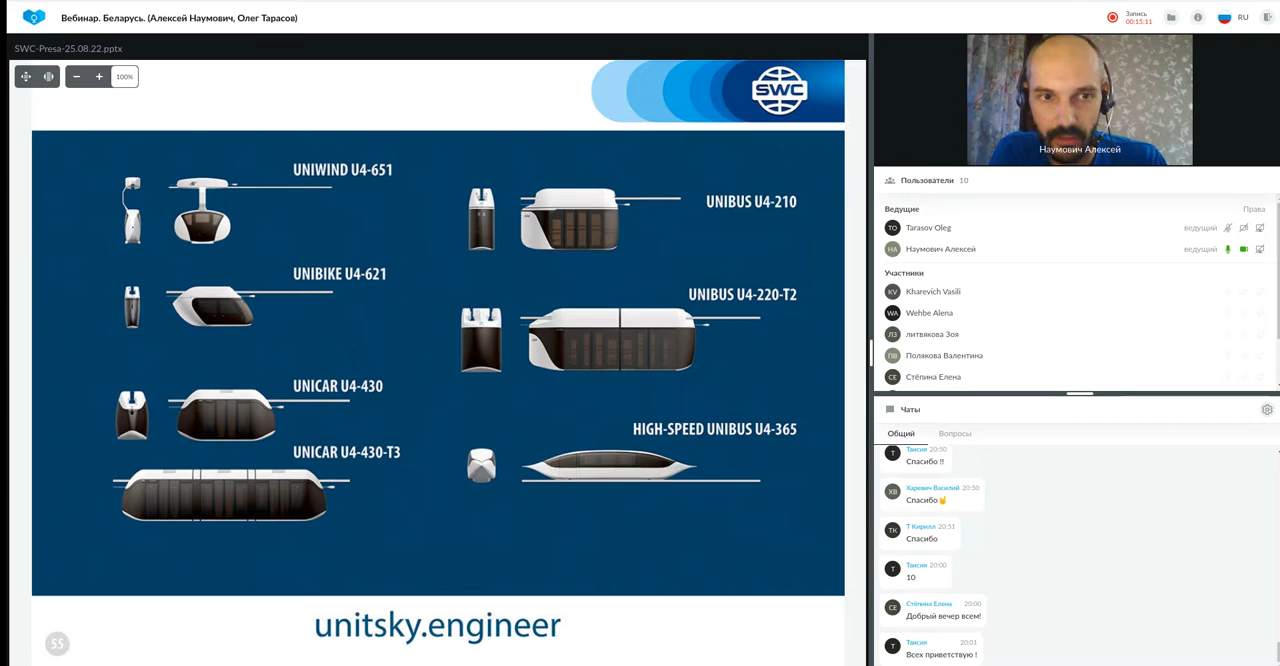 Вебинар. Беларусь. (Алексей Наумович, Олег Тарасов)
Запись
00:15:11
RU
SWC-Presa-25.08.22.pptx
100%
SWC
UNIWIND U4-651
UNIBUS U4-210
UNIBIKE U4-621
UNIBUS U4-220-T2
UNICAR U4-430
HIGH-SPEED UNIBUS U4-365
UNICAR U4-430-T3
unitsky.engineer
55
Наумович Алексей
Пользователи 10
Ведущие Права
TO Tarasov Oleg ведущий
НА Наумович Алексей ведущий
Участники
KV Kharevich Vasili
WA Wehbe Alena
ЛЗ литвякова Зоя
ПВ Полякова Валентина
СЕ Стёпина Елена
Чаты
Общий Вопросы
Т Таисия 20:50
Спасибо !!
ХВ Харевич Василий 20:50
Спасибо🤘
ТК Т Кирилл 20:51
Спасибо
Т Таисия 20:00
10
СЕ Стёпина Елена 20:00
Добрый вечер всем!
Т Таисия 20:01
Всех приветствую !